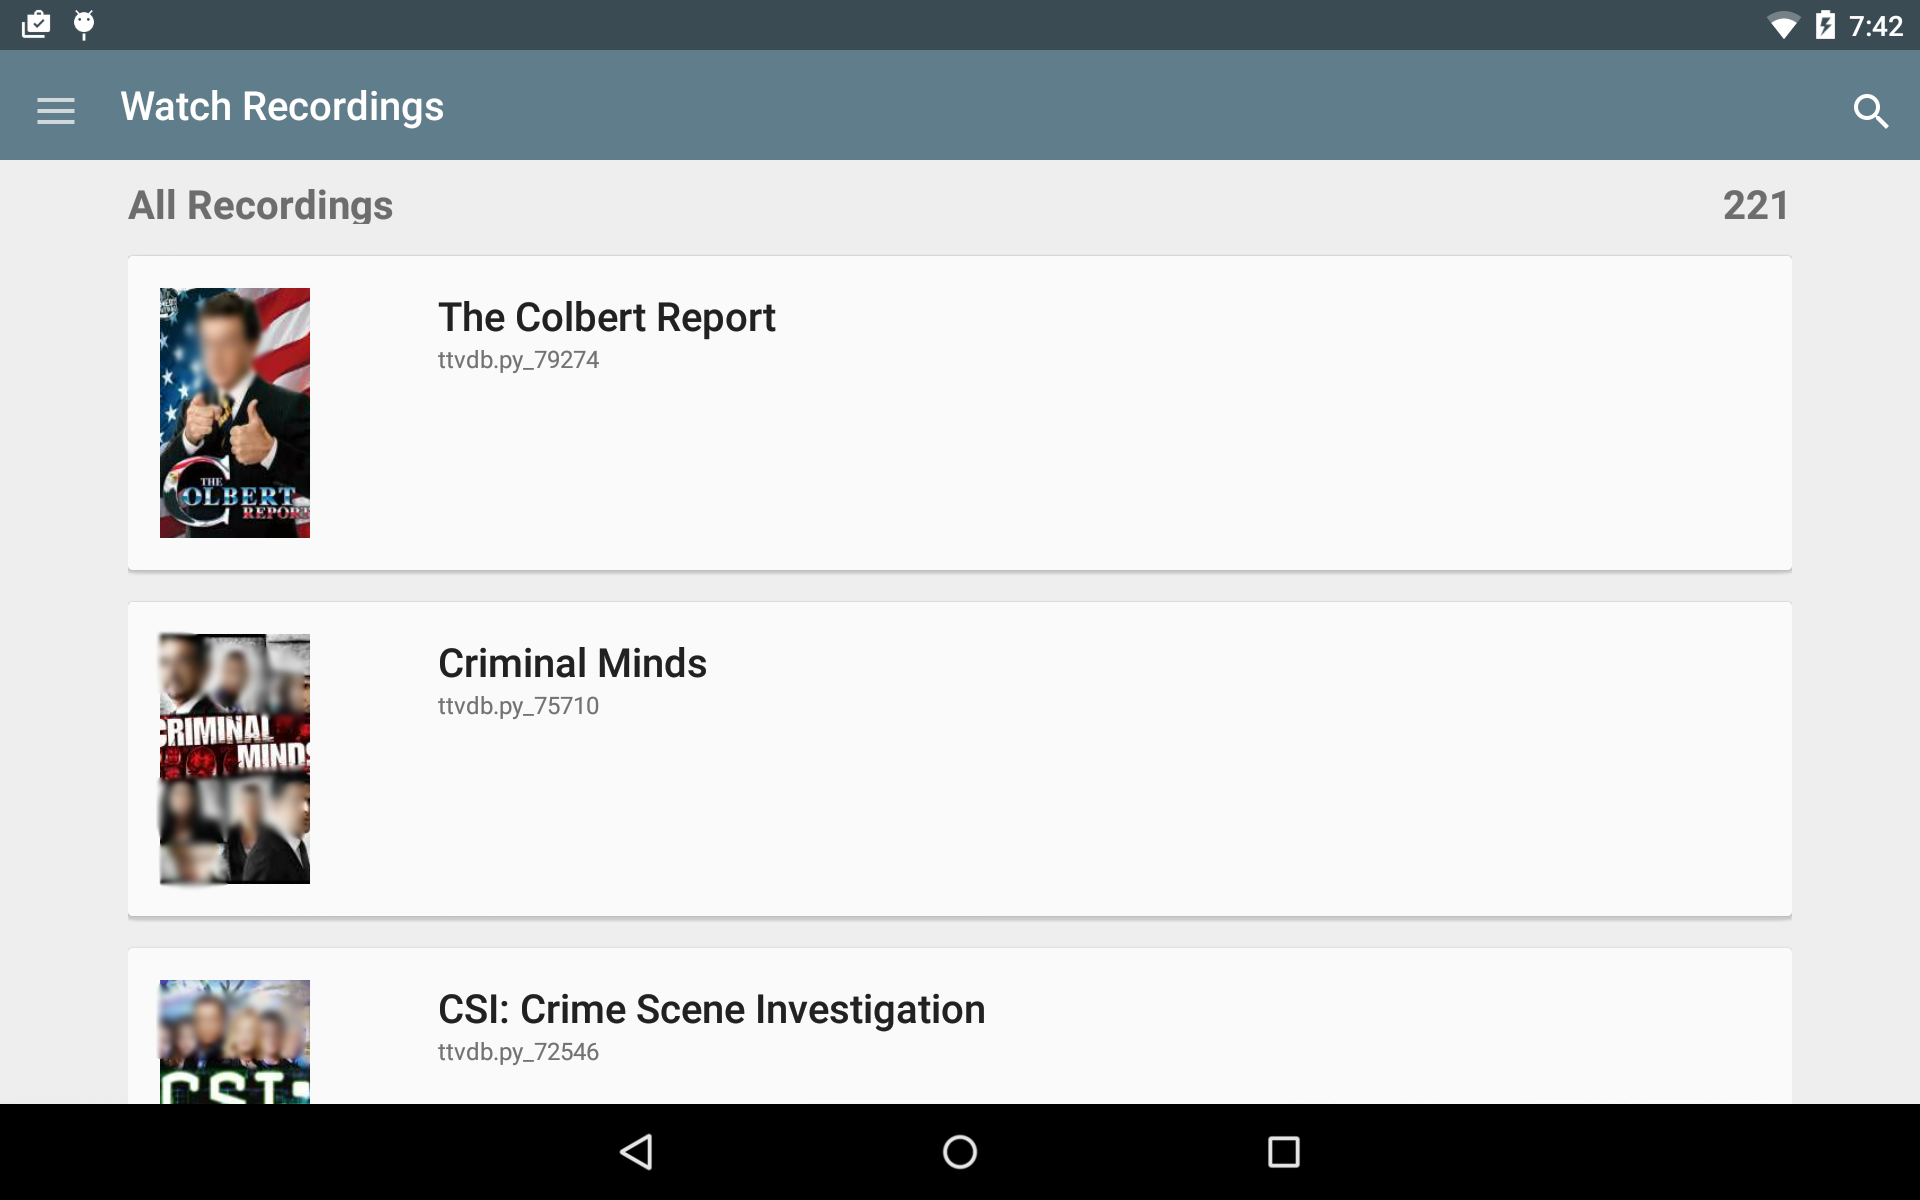 7:42
Watch Recordings
All Recordings 221
The Colbert Report
ttvdb.py_79274
THE
COLBERT
REPORT
Criminal Minds
ttvdb.py_75710
CRIMINAL
MINDS
CSI: Crime Scene Investigation
ttvdb.py_72546
CSI: